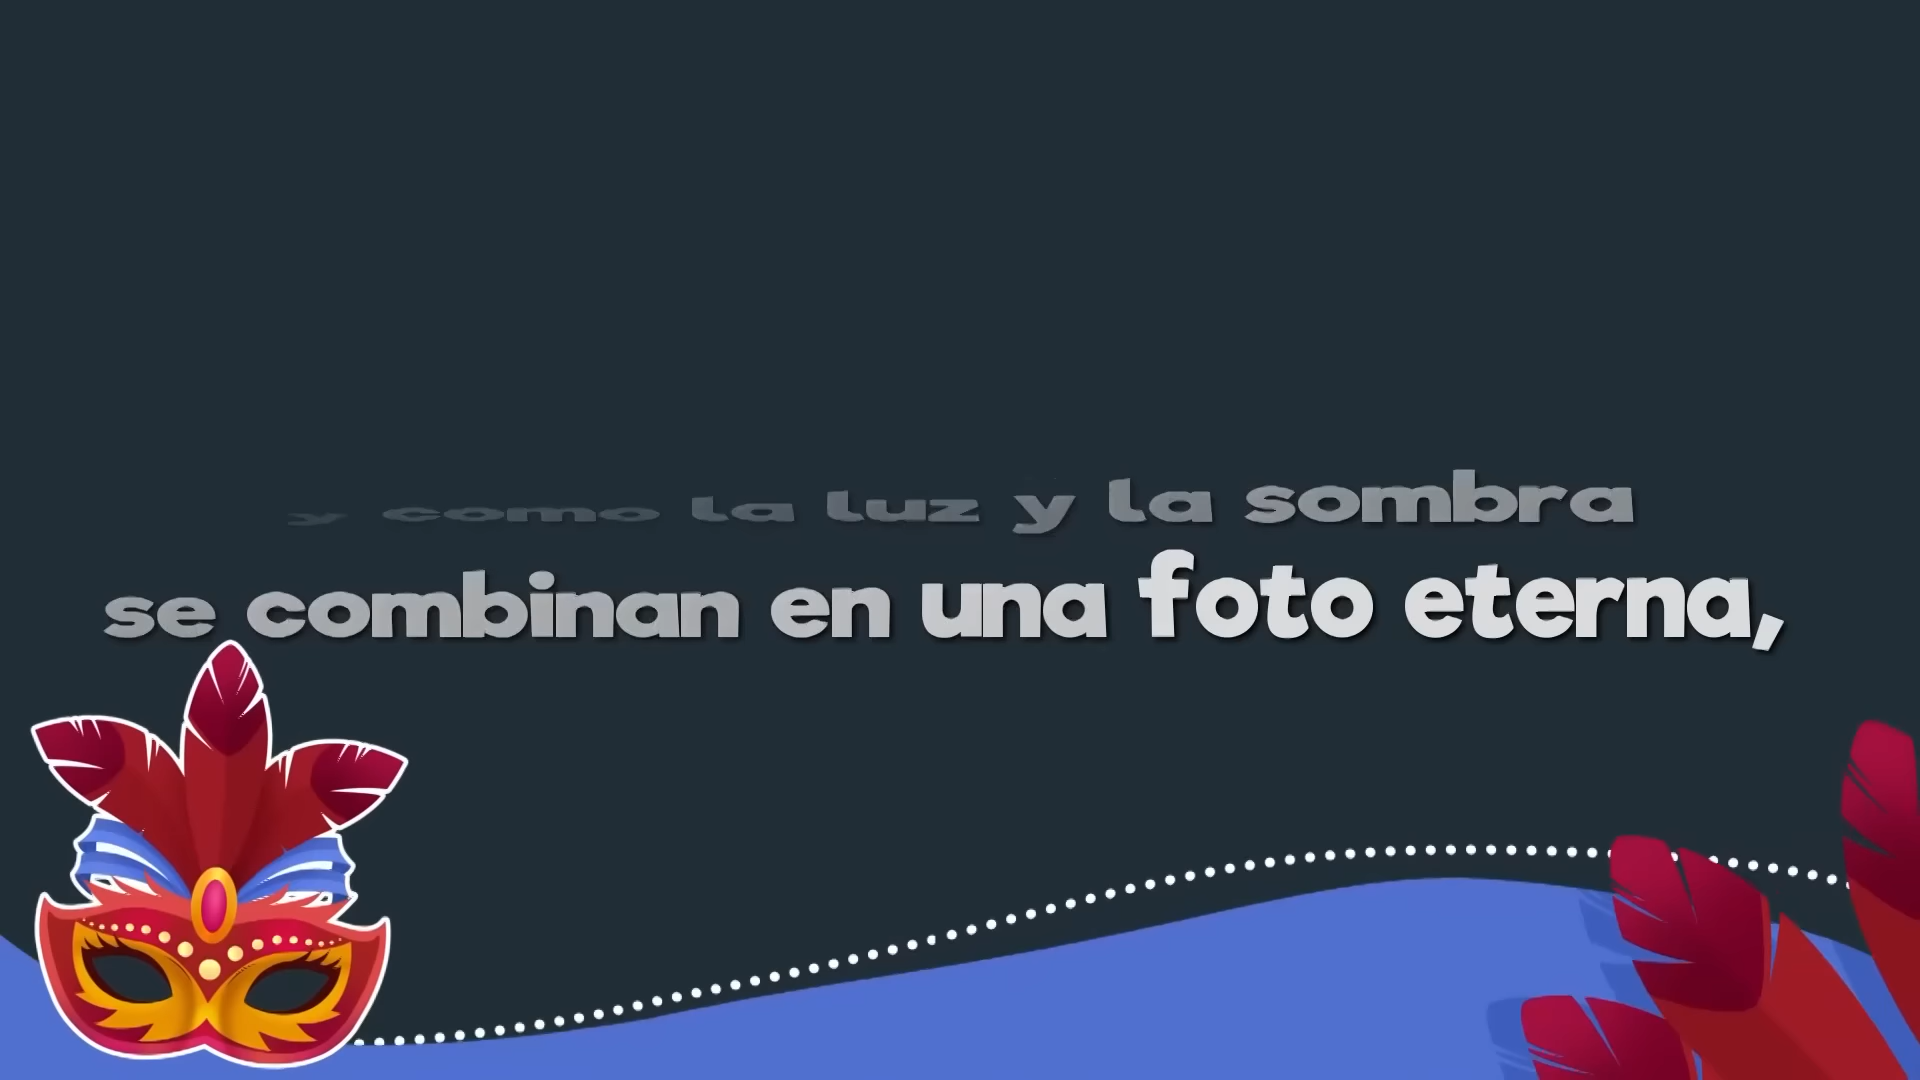 y como la luz y la sombra
se combinan en una foto eterna,